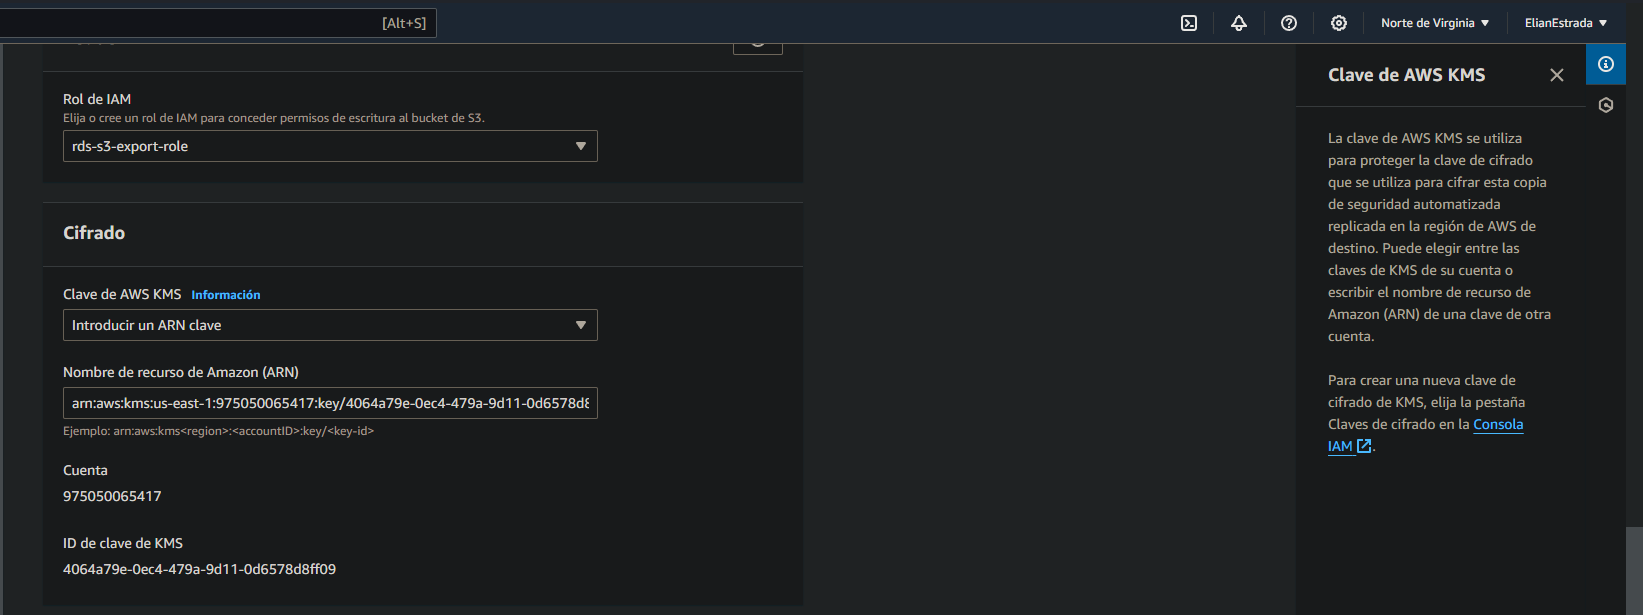 [Alt+S]
Norte de Virginia
ElianEstrada
Rol de IAM
Elija o cree un rol de IAM para conceder permisos de escritura al bucket de S3.
rds-s3-export-role
Cifrado
Clave de AWS KMS Información
Introducir un ARN clave
Nombre de recurso de Amazon (ARN)
arn:aws:kms:us-east-1:975050065417:key/4064a79e-0ec4-479a-9d11-0d6578d8
Ejemplo: arn:aws:kms<region>:<accountID>:key/<key-id>
Cuenta
975050065417
ID de clave de KMS
4064a79e-0ec4-479a-9d11-0d6578d8ff09
Clave de AWS KMS
La clave de AWS KMS se utiliza
para proteger la clave de cifrado
que se utiliza para cifrar esta copia
de seguridad automatizada
replicada en la región de AWS de
destino. Puede elegir entre las
claves de KMS de su cuenta o
escribir el nombre de recurso de
Amazon (ARN) de una clave de otra
cuenta.
Para crear una nueva clave de
cifrado de KMS, elija la pestaña
Claves de cifrado en la Consola
IAM.